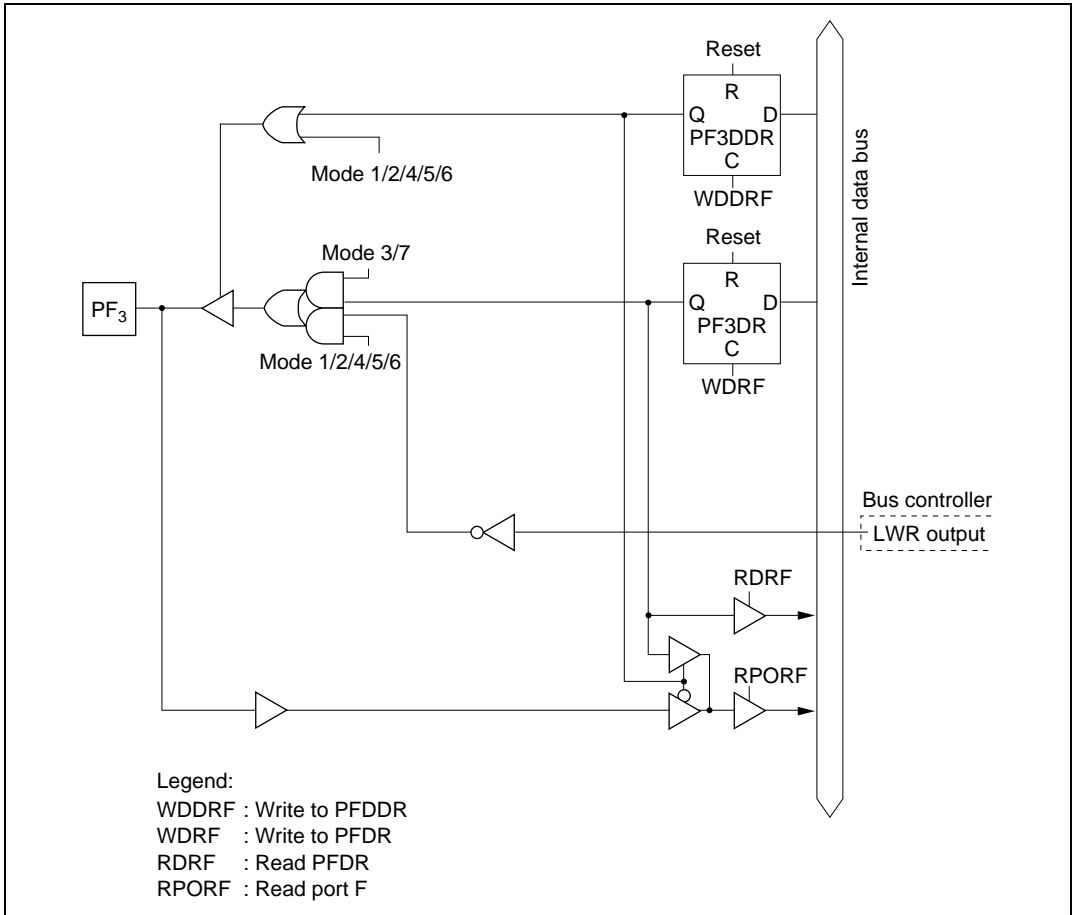 Reset
R
Q D
PF3DDR
C
WDDRF
Mode 1/2/4/5/6
Internal data bus
Reset
R
Q D
PF3DR
C
WDRF
Mode 3/7
PF3
Mode 1/2/4/5/6
Bus controller
LWR output
RDRF
RPORF
Legend:
WDDRF : Write to PFDDR
WDRF : Write to PFDR
RDRF : Read PFDR
RPORF : Read port F